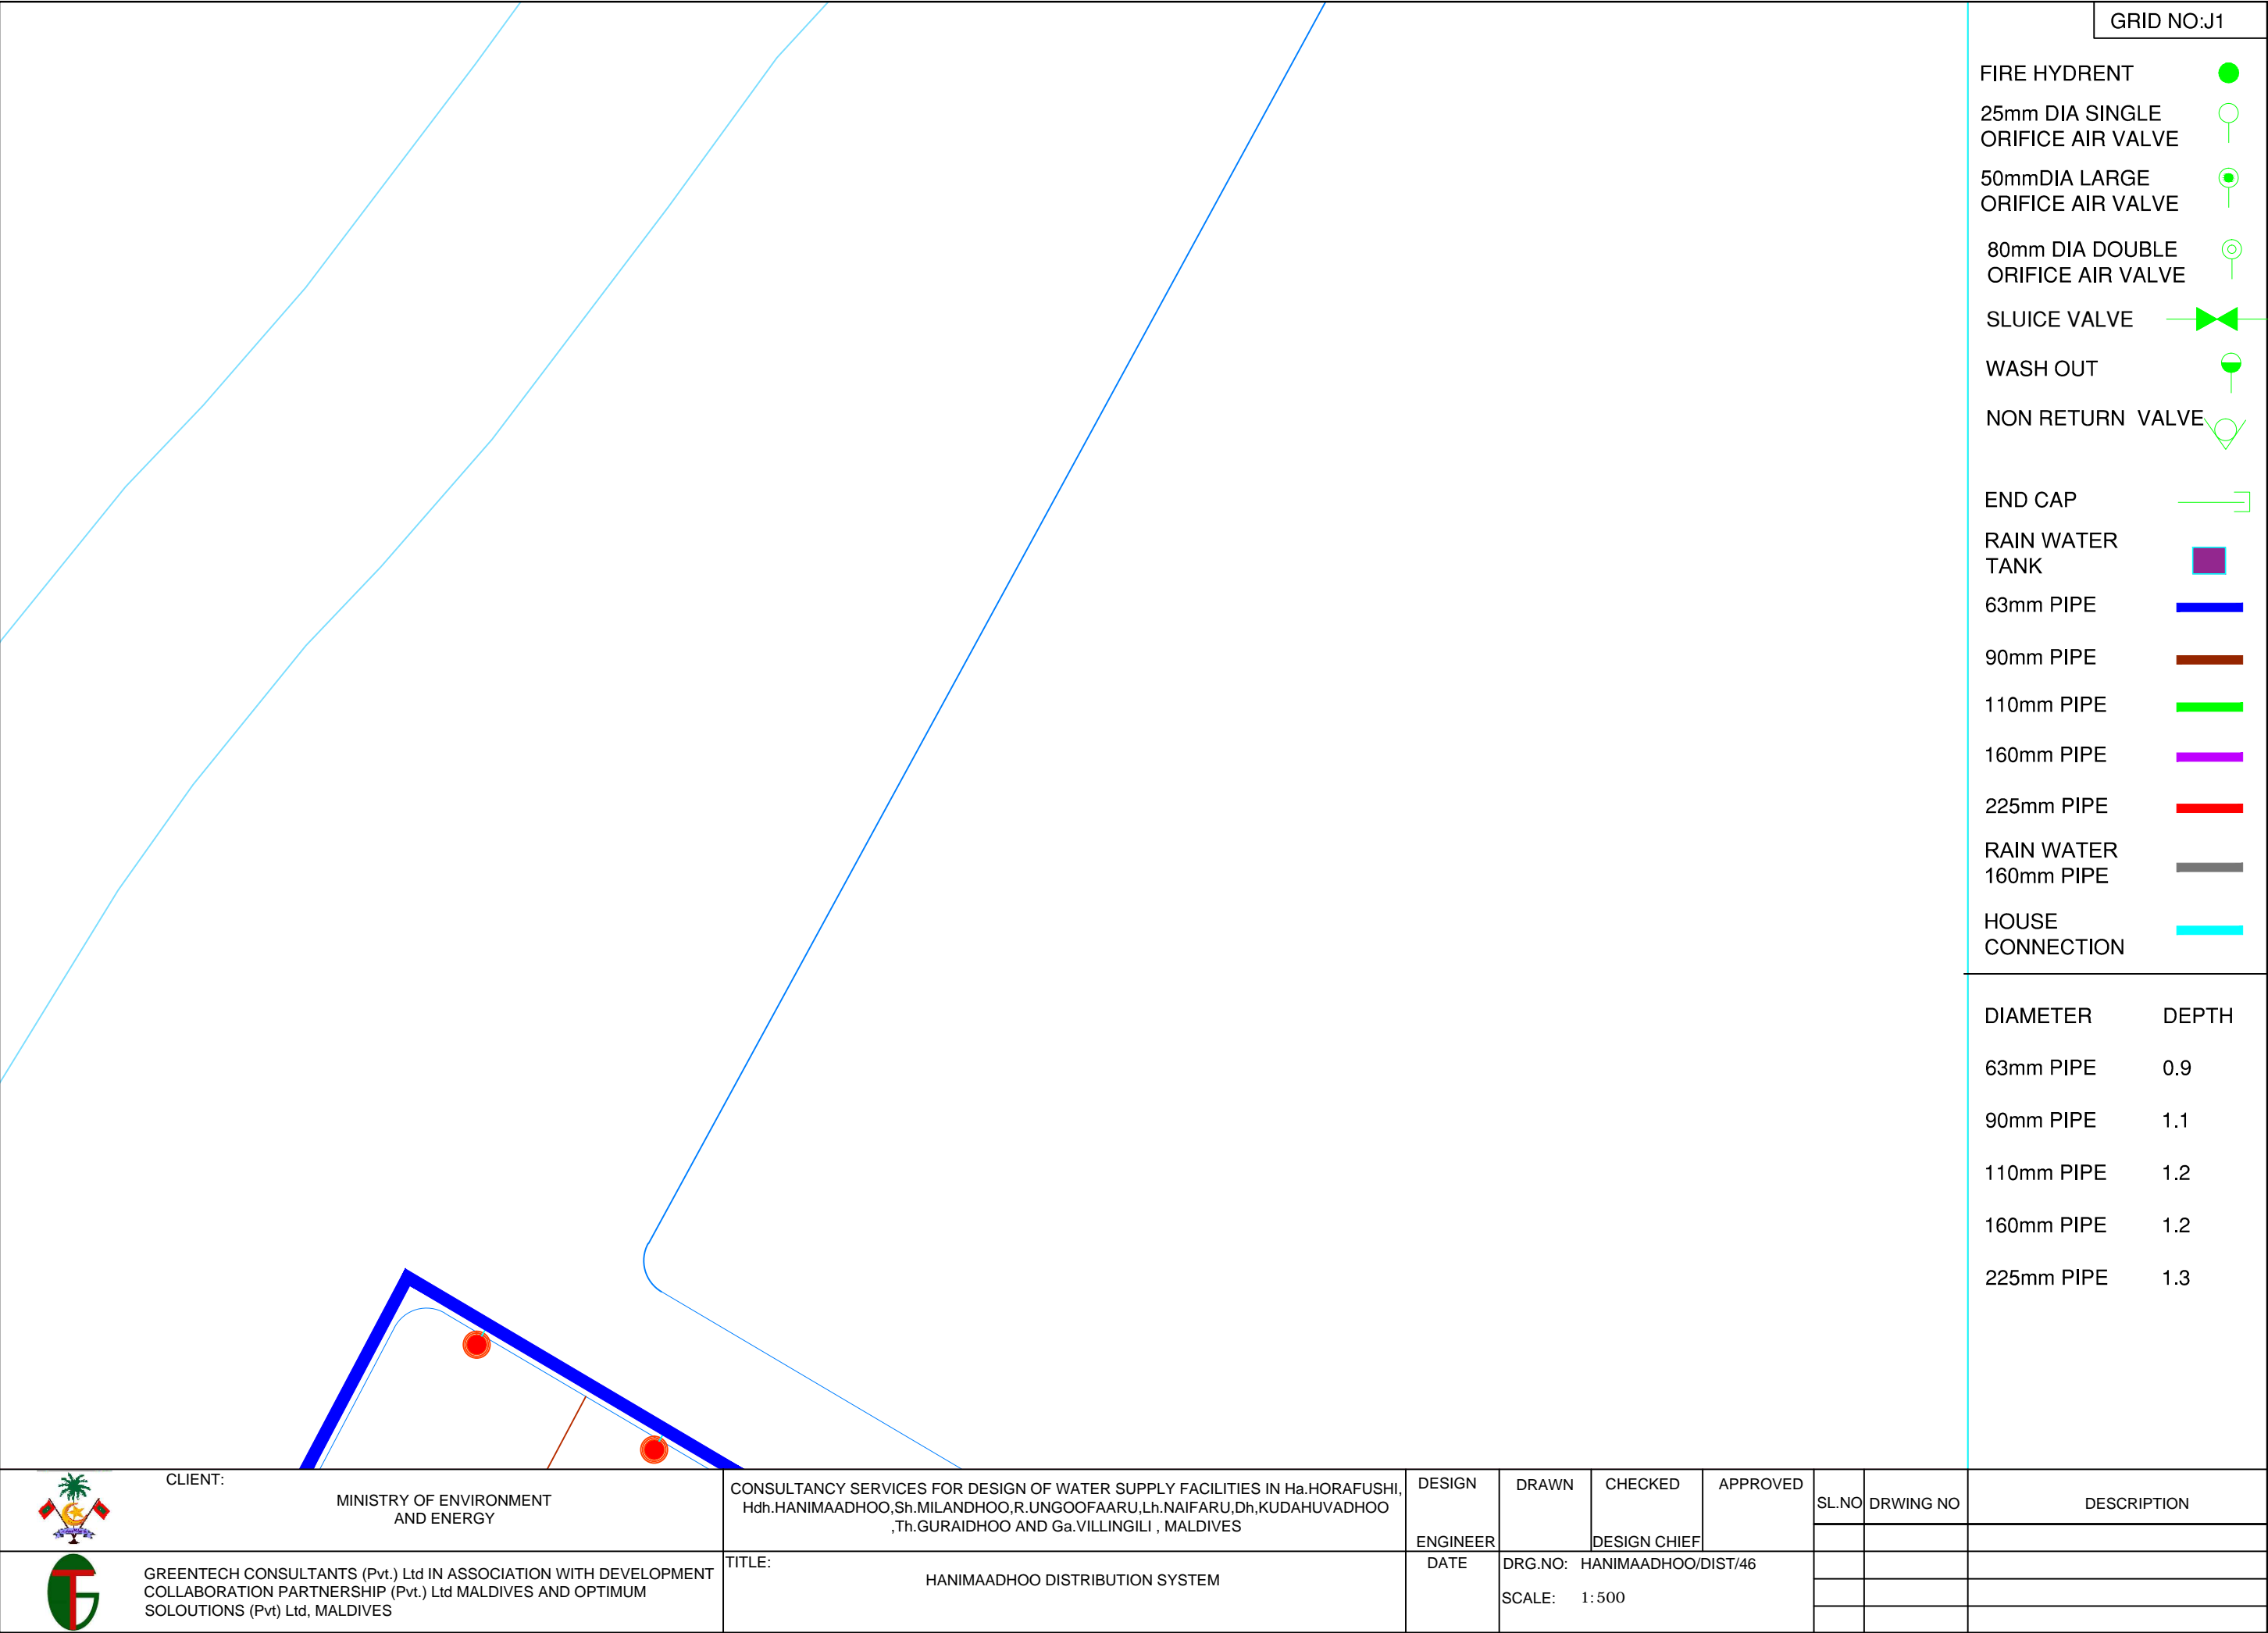 GRID NO:J1
FIRE HYDRENT
25mm DIA SINGLE
ORIFICE AIR VALVE
50mmDIA LARGE
ORIFICE AIR VALVE
80mm DIA DOUBLE
ORIFICE AIR VALVE
SLUICE VALVE
WASH OUT
NON RETURN VALVE
END CAP
RAIN WATER
TANK
63mm PIPE
90mm PIPE
110mm PIPE
160mm PIPE
225mm PIPE
RAIN WATER
160mm PIPE
HOUSE
CONNECTION
DIAMETER DEPTH
63mm PIPE 0.9
90mm PIPE 1.1
110mm PIPE 1.2
160mm PIPE 1.2
225mm PIPE 1.3
CLIENT:
MINISTRY OF ENVIRONMENT
AND ENERGY
CONSULTANCY SERVICES FOR DESIGN OF WATER SUPPLY FACILITIES IN Ha.HORAFUSHI,
Hdh.HANIMAADHOO,Sh.MILANDHOO,R.UNGOOFAARU,Lh.NAIFARU,Dh,KUDAHUVADHOO
,Th.GURAIDHOO AND Ga.VILLINGILI , MALDIVES
DESIGN
ENGINEER
DRAWN
CHECKED
DESIGN CHIEF
APPROVED
SL.NO DRWING NO DESCRIPTION
GREENTECH CONSULTANTS (Pvt.) Ltd IN ASSOCIATION WITH DEVELOPMENT
COLLABORATION PARTNERSHIP (Pvt.) Ltd MALDIVES AND OPTIMUM
SOLOUTIONS (Pvt) Ltd, MALDIVES
TITLE:
HANIMAADHOO DISTRIBUTION SYSTEM
DATE
DRG.NO: HANIMAADHOO/DIST/46
SCALE: 1:500